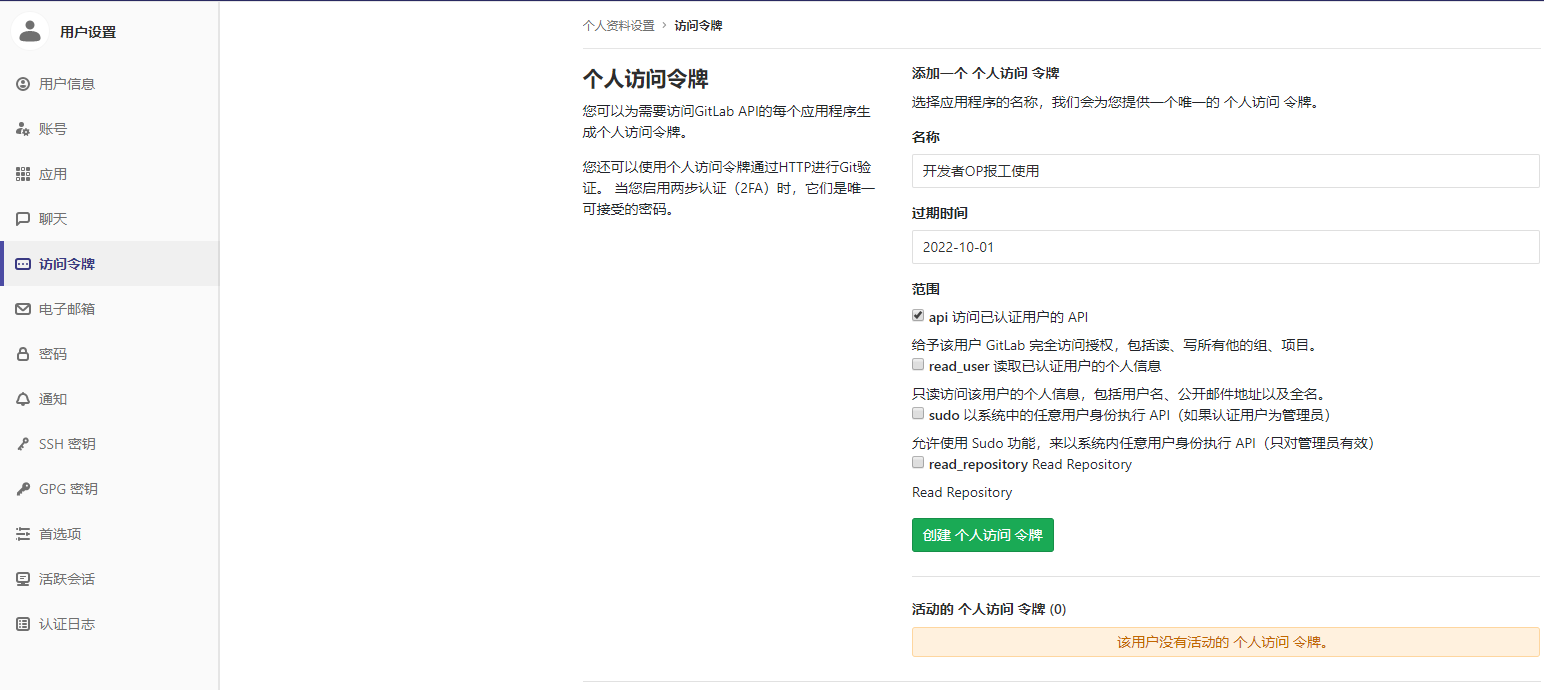 用户设置
用户信息
账号
应用
聊天
访问令牌
电子邮箱
密码
通知
SSH 密钥
GPG 密钥
首选项
活跃会话
认证日志
个人资料设置 › 访问令牌
个人访问令牌
您可以为需要访问GitLab API的每个应用程序生
成个人访问令牌。
您还可以使用个人访问令牌通过HTTP进行Git验
证。 当您启用两步认证（2FA）时，它们是唯一
可接受的密码。
添加一个 个人访问 令牌
选择应用程序的名称，我们会为您提供一个唯一的 个人访问 令牌。
名称
开发者OP报工使用
过期时间
2022-10-01
范围
api 访问已认证用户的 API
给予该用户 GitLab 完全访问授权，包括读、写所有他的组、项目。
read_user 读取已认证用户的个人信息
只读访问该用户的个人信息，包括用户名、公开邮件地址以及全名。
sudo 以系统中的任意用户身份执行 API（如果认证用户为管理员）
允许使用 Sudo 功能，来以系统内任意用户身份执行 API（只对管理员有效）
read_repository Read Repository
Read Repository
创建 个人访问 令牌
活动的 个人访问 令牌 (0)
该用户没有活动的 个人访问 令牌。